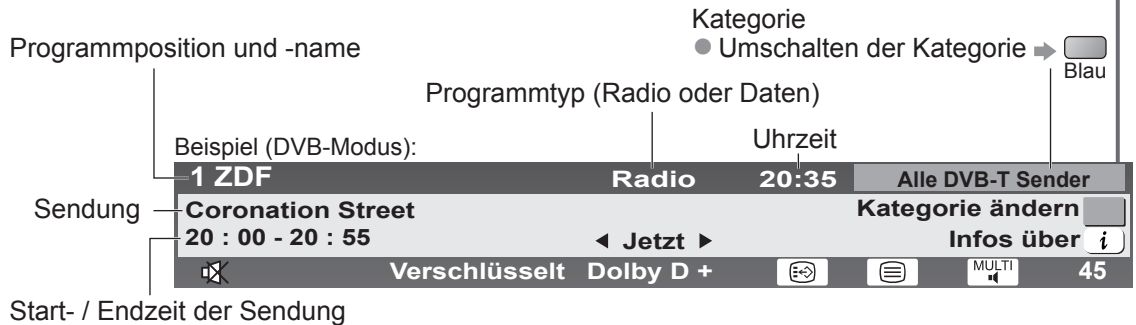 Kategorie
Programmposition und -name
● Umschalten der Kategorie
Blau
Programmtyp (Radio oder Daten)
Uhrzeit
Beispiel (DVB-Modus):
1 ZDF Radio 20:35 Alle DVB-T Sender
Sendung
Coronation Street Kategorie ändern
20 : 00 - 20 : 55 ◄ Jetzt ► Infos über i
Verschlüsselt Dolby D + MULTI 45
Start- / Endzeit der Sendung